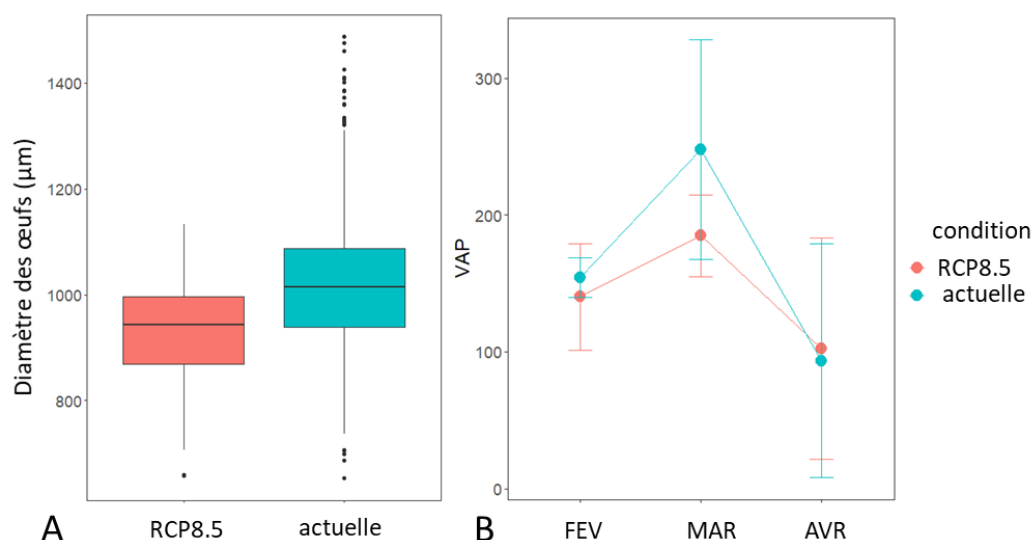 Diamètre des œufs (µm)
1400
1200
1000
800
A
RCP8.5
actuelle
VAP
300
200
100
0
B
FEV
MAR
AVR
condition
RCP8.5
actuelle